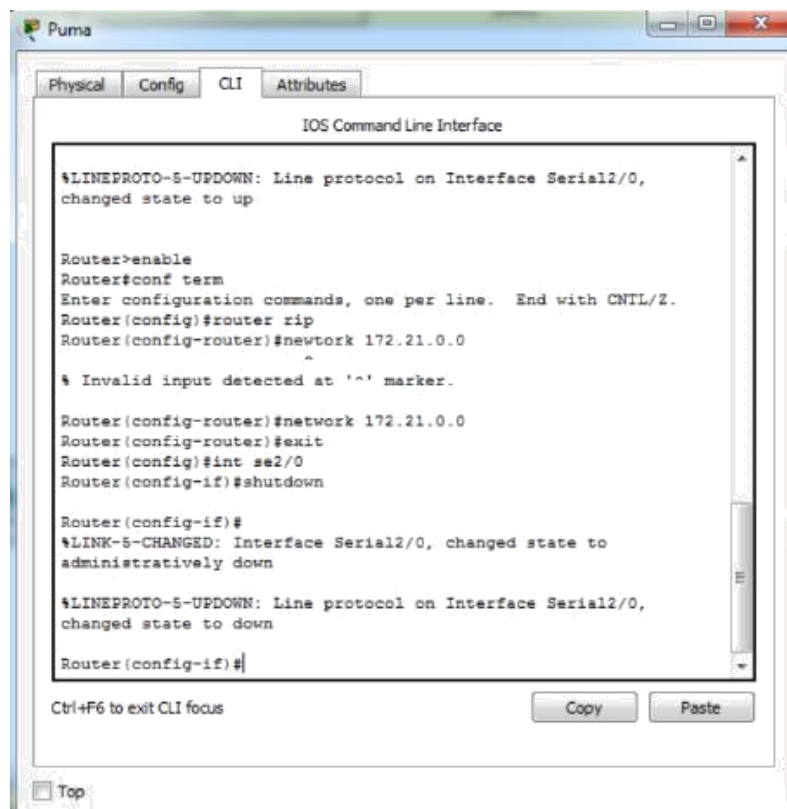 Puma
Physical Config CLI Attributes
IOS Command Line Interface
%LINEPROTO-5-UPDOWN: Line protocol on Interface Serial2/0,
changed state to up
Router>enable
Router#conf term
Enter configuration commands, one per line.  End with CNTL/Z.
Router(config)#router rip
Router(config-router)#newtork 172.21.0.0
^
% Invalid input detected at '^' marker.
Router(config-router)#network 172.21.0.0
Router(config-router)#exit
Router(config)#int se2/0
Router(config-if)#shutdown
Router(config-if)#
%LINK-5-CHANGED: Interface Serial2/0, changed state to
administratively down
%LINEPROTO-5-UPDOWN: Line protocol on Interface Serial2/0,
changed state to down
Router(config-if)#
Ctrl+F6 to exit CLI focus Copy Paste
Top